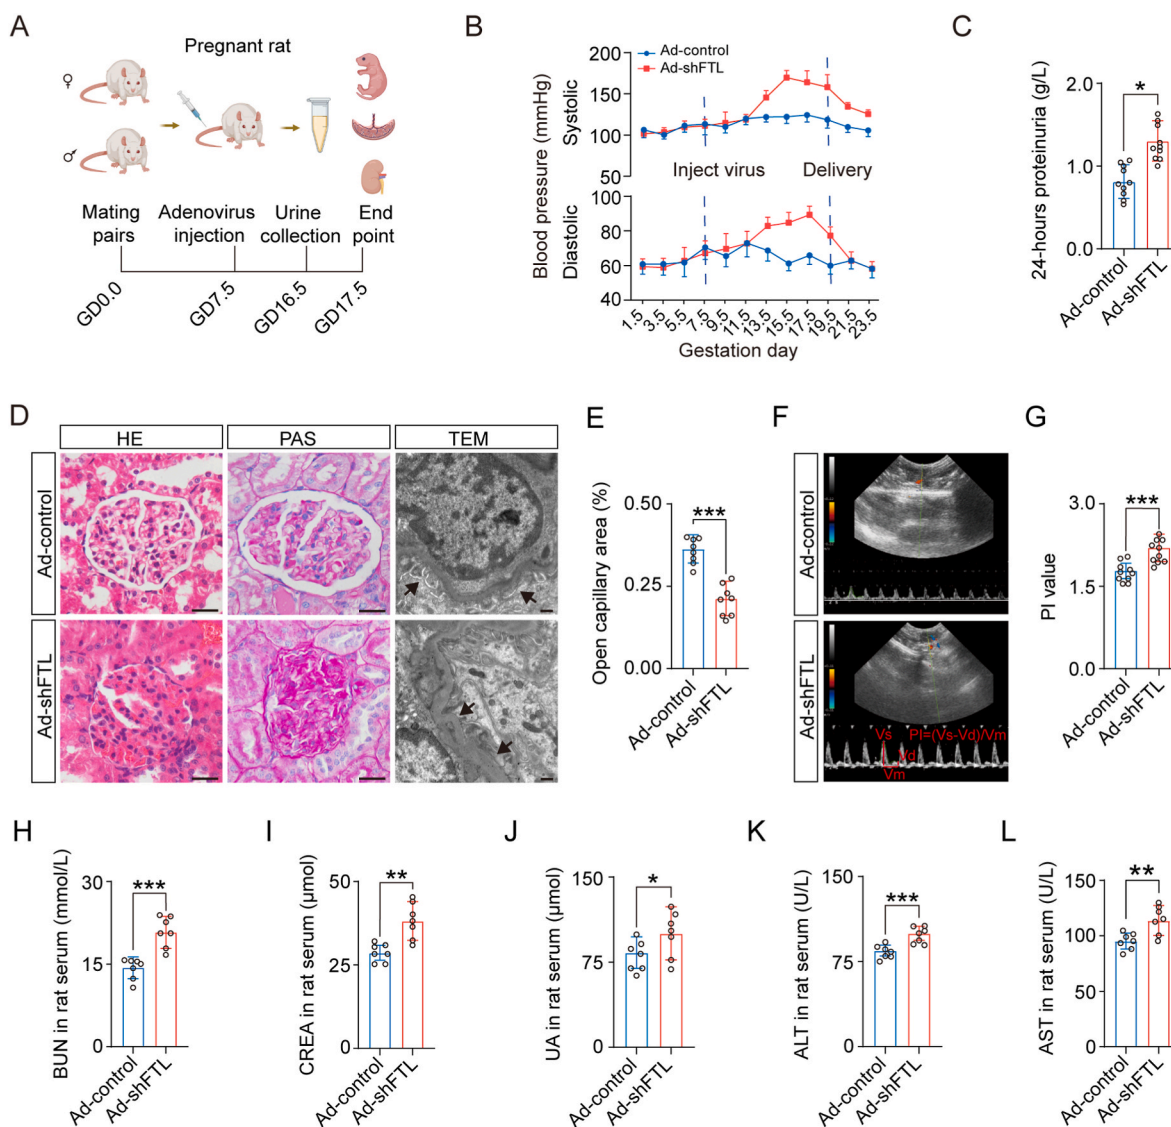 A
Pregnant rat
♀
♂
Mating
pairs
Adenovirus
injection
Urine
collection
End
point
GD0.0
GD7.5
GD16.5
GD17.5
B
Ad-control
Ad-shFTL
Blood pressure (mmHg)
Systolic
Diastolic
200
150
100
50
Inject virus
Delivery
100
80
60
40
1.5
3.5
5.5
7.5
9.5
11.5
13.5
15.5
17.5
19.5
21.5
23.5
Gestation day
C
24-hours proteinuria (g/L)
2.0
1.0
0.0
*
Ad-control
Ad-shFTL
D
HE
PAS
TEM
Ad-control
Ad-shFTL
E
Open capillary area (%)
0.50
0.25
0.00
***
Ad-control
Ad-shFTL
F
Ad-control
Ad-shFTL
Vs
PI=(Vs-Vd)/Vm
Vd
Vm
G
PI value
3.0
1.5
0.0
***
Ad-control
Ad-shFTL
H
BUN in rat serum (mmol/L)
30
15
0
***
Ad-control
Ad-shFTL
I
CREA in rat serum (μmol)
50
25
0
**
Ad-control
Ad-shFTL
J
UA in rat serum (μmol)
150
75
0
*
Ad-control
Ad-shFTL
K
ALT in rat serum (U/L)
150
75
0
***
Ad-control
Ad-shFTL
L
AST in rat serum (U/L)
150
100
50
0
**
Ad-control
Ad-shFTL